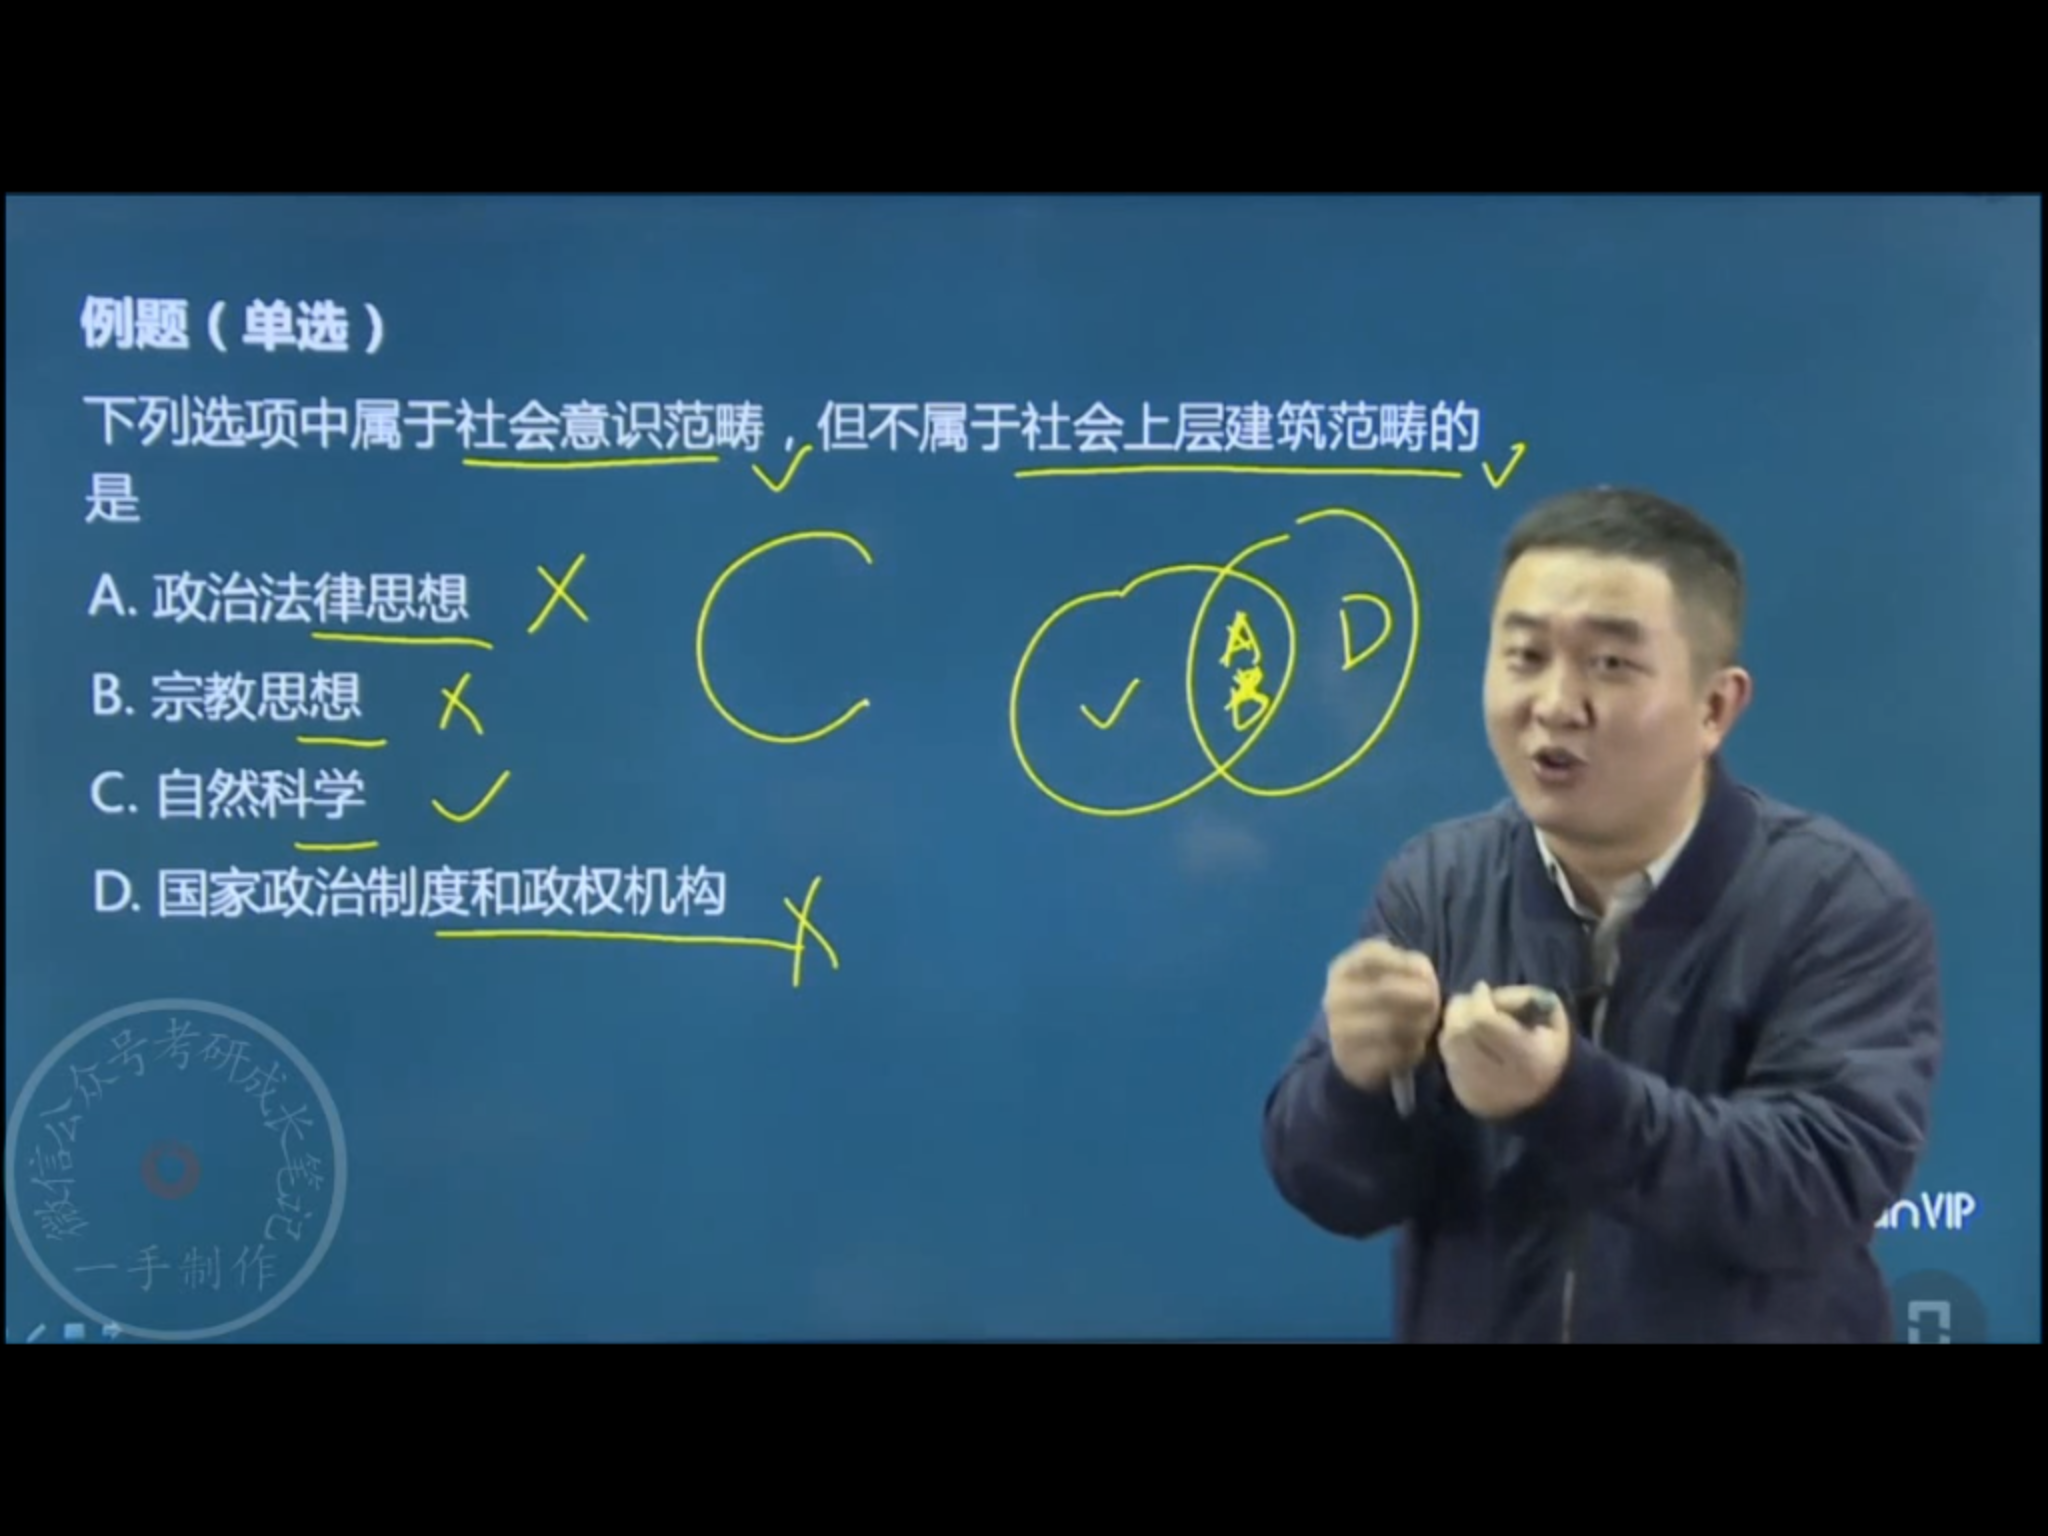 例题（单选）
下列选项中属于社会意识范畴，但不属于社会上层建筑范畴的
是
A. 政治法律思想
B. 宗教思想
C. 自然科学
D. 国家政治制度和政权机构
A
B
D
微信公众号考研成长笔记
一手制作
VIP